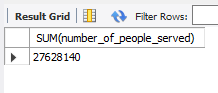 Result Grid Filter Rows:
SUM(number_of_people_served)
27628140